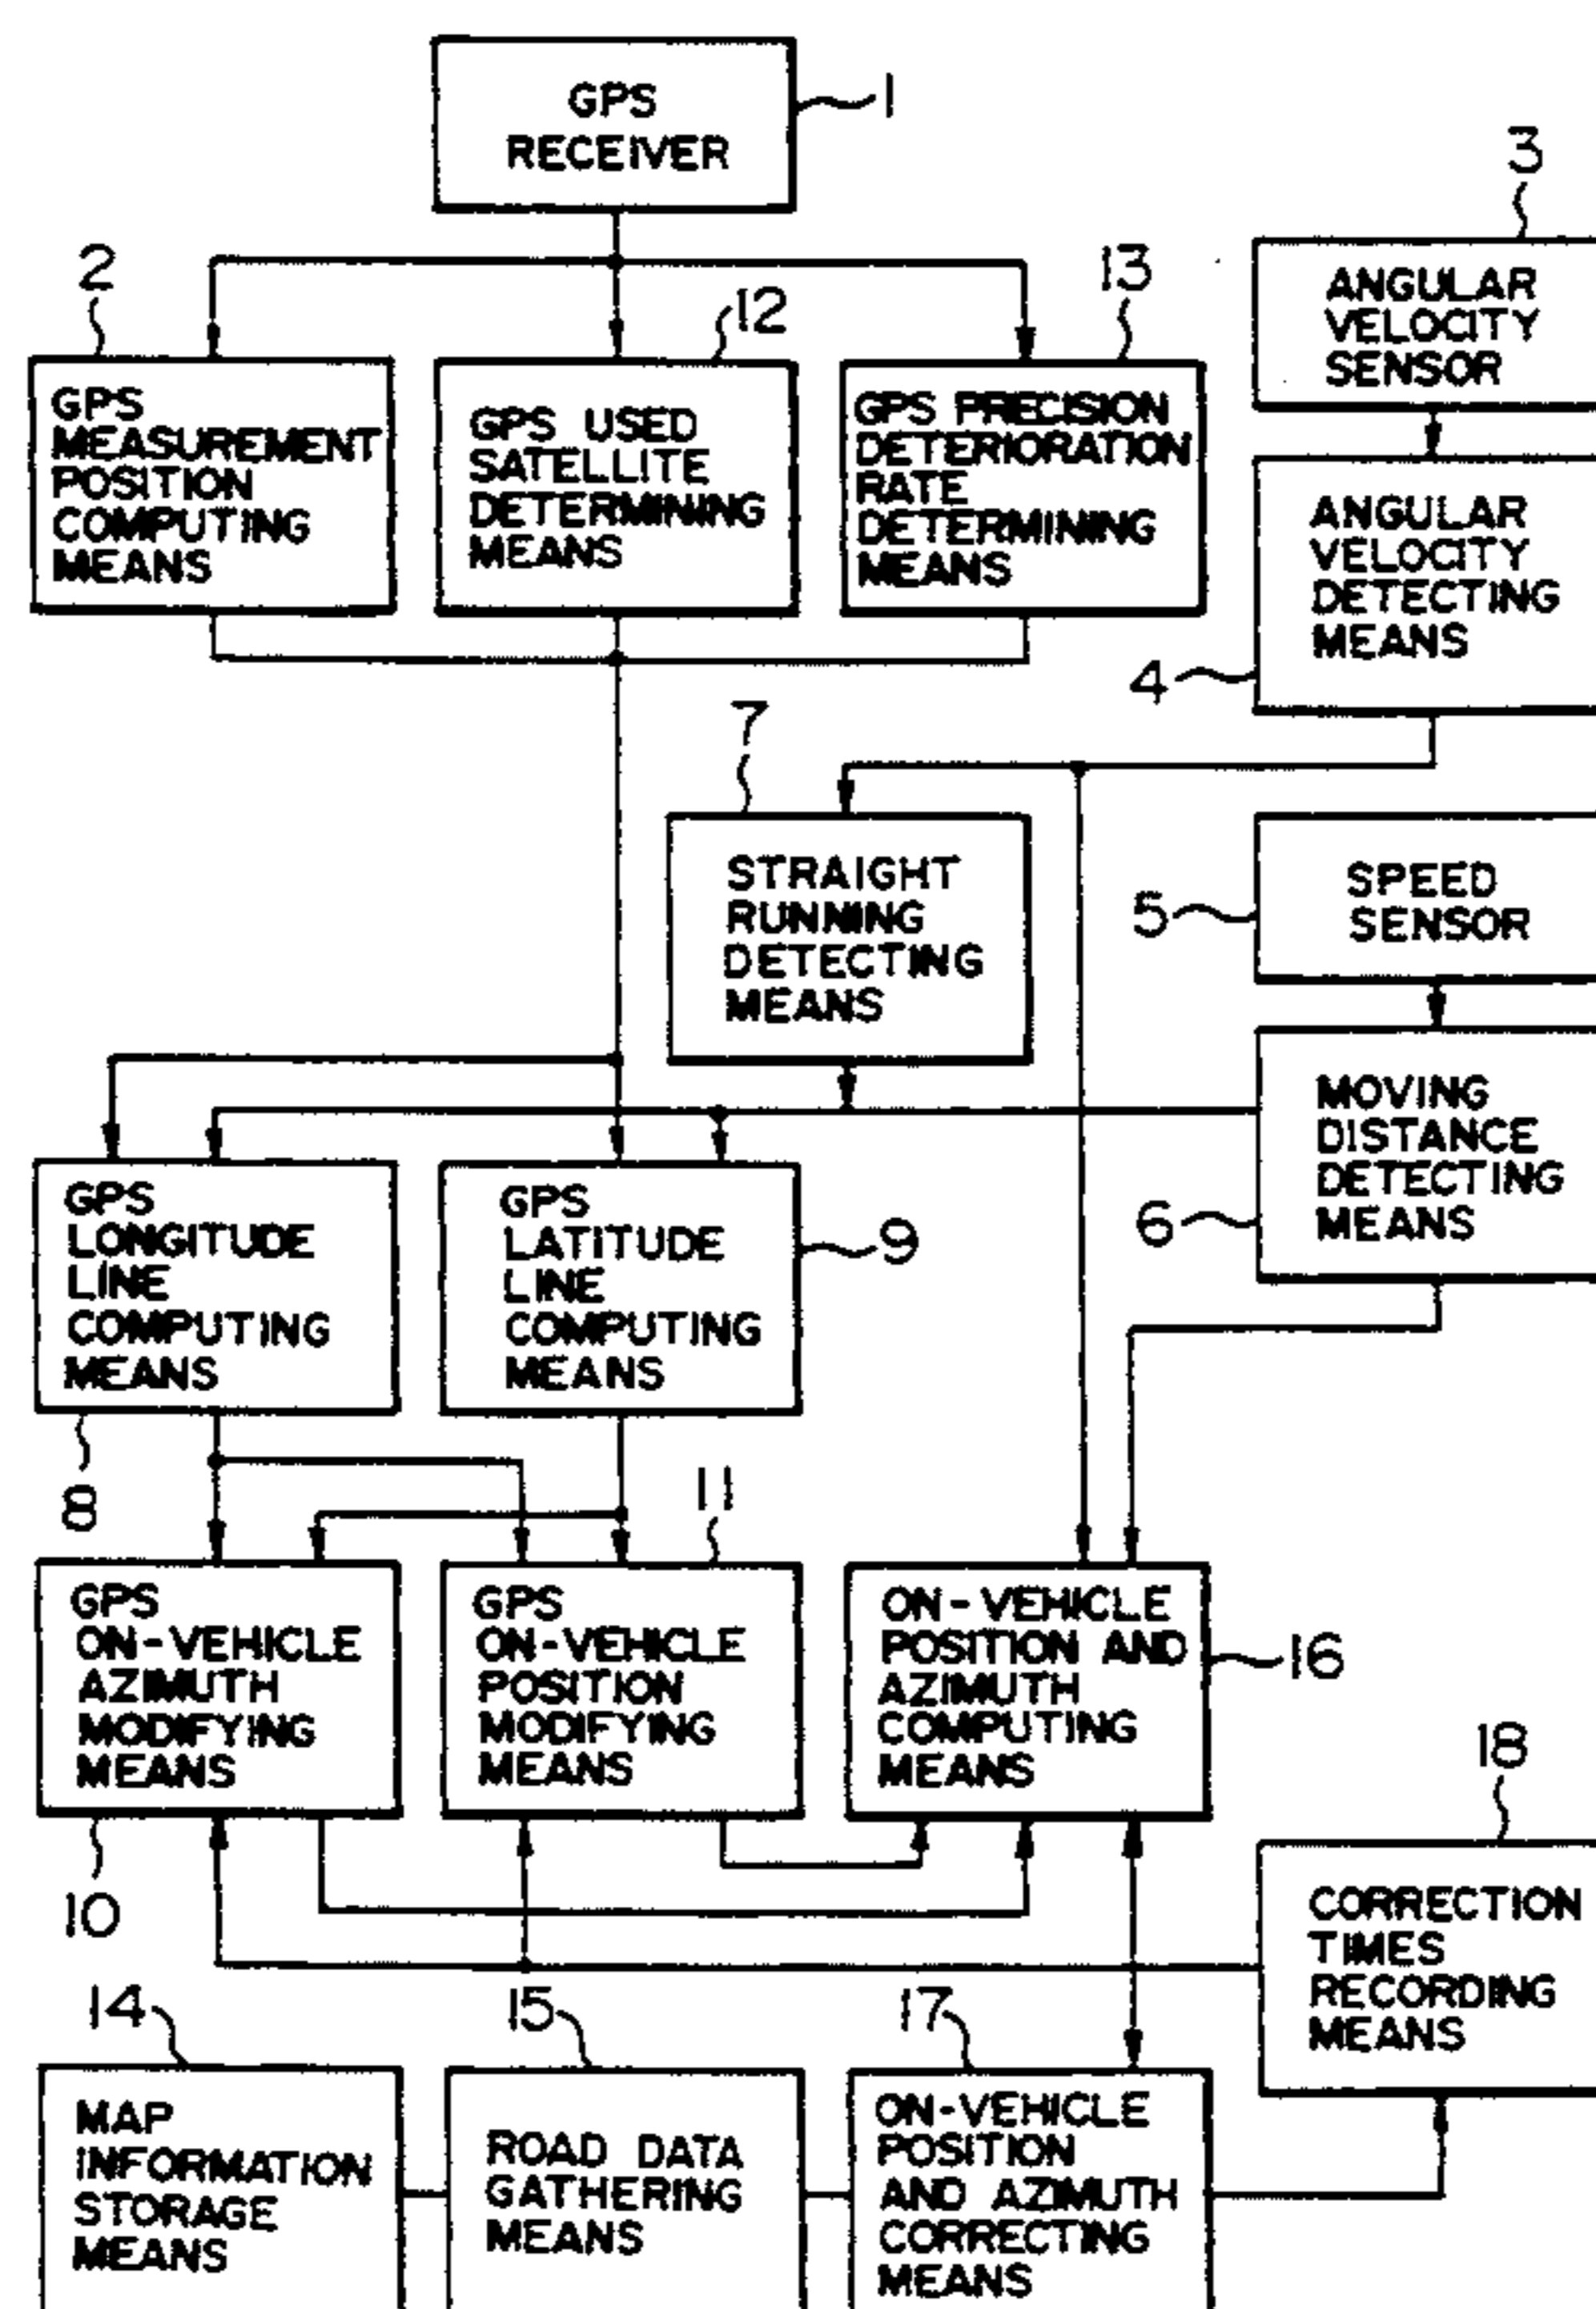 GPS
RECEIVER
1
3
ANGULAR
VELOCITY
SENSOR
2
12
13
GPS
MEASUREMENT
POSITION
COMPUTING
MEANS
GPS USED
SATELLITE
DETERMINING
MEANS
GPS PRECISION
DETERIORATION
RATE
DETERMINING
MEANS
ANGULAR
VELOCITY
DETECTING
MEANS
4
7
STRAIGHT
RUNNING
DETECTING
MEANS
5
SPEED
SENSOR
MOVING
DISTANCE
DETECTING
MEANS
6
GPS
LONGITUDE
LINE
COMPUTING
MEANS
8
GPS
LATITUDE
LINE
COMPUTING
MEANS
9
11
GPS
ON-VEHICLE
AZIMUTH
MODIFYING
MEANS
10
GPS
ON-VEHICLE
POSITION
MODIFYING
MEANS
ON-VEHICLE
POSITION AND
AZIMUTH
COMPUTING
MEANS
16
18
CORRECTION
TIMES
RECORDING
MEANS
14
15
17
MAP
INFORMATION
STORAGE
MEANS
ROAD DATA
GATHERING
MEANS
ON-VEHICLE
POSITION
AND AZIMUTH
CORRECTING
MEANS